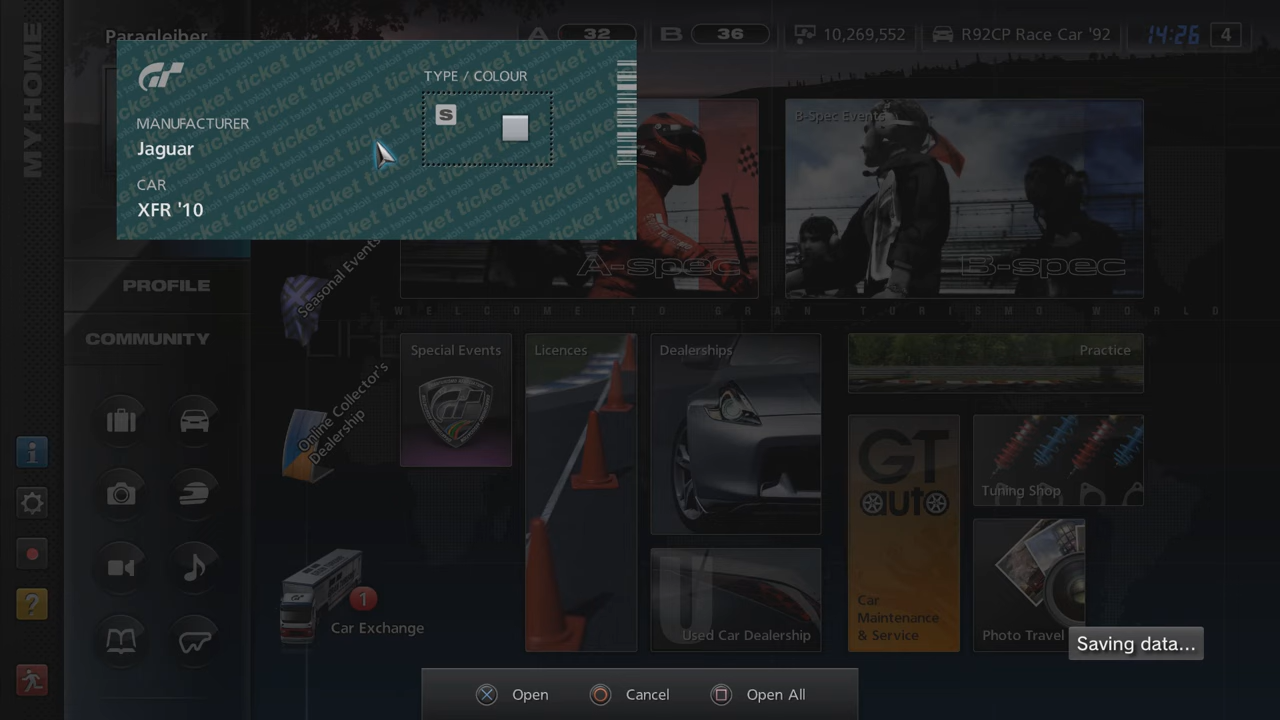 MY HOME
Paragleiber
A 32
B 36
10,269,552
R92CP Race Car '92
14:26
4
GT
TYPE / COLOUR
S
MANUFACTURER
Jaguar
CAR
XFR '10
B-Spec Events
A-spec
B-spec
WELCOME TO GRAN TURISMO WORLD
PROFILE
COMMUNITY
Seasonal Events
Online Collector's
Dealership
1
Car Exchange
Special Events
Licences
Dealerships
Used Car Dealership
Practice
GT
auto
Car
Maintenance
& Service
Tuning Shop
Photo Travel
Saving data...
Open
Cancel
Open All